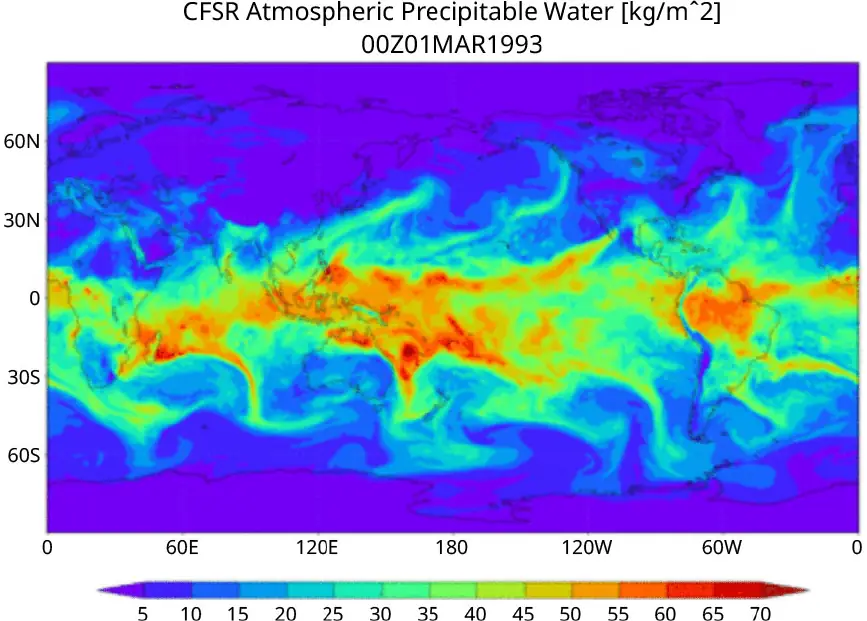 CFSR Atmospheric Precipitable Water [kg/m^2]
00Z01MAR1993
60N
30N
0
30S
60S
0 60E 120E 180 120W 60W 0
5 10 15 20 25 30 35 40 45 50 55 60 65 70